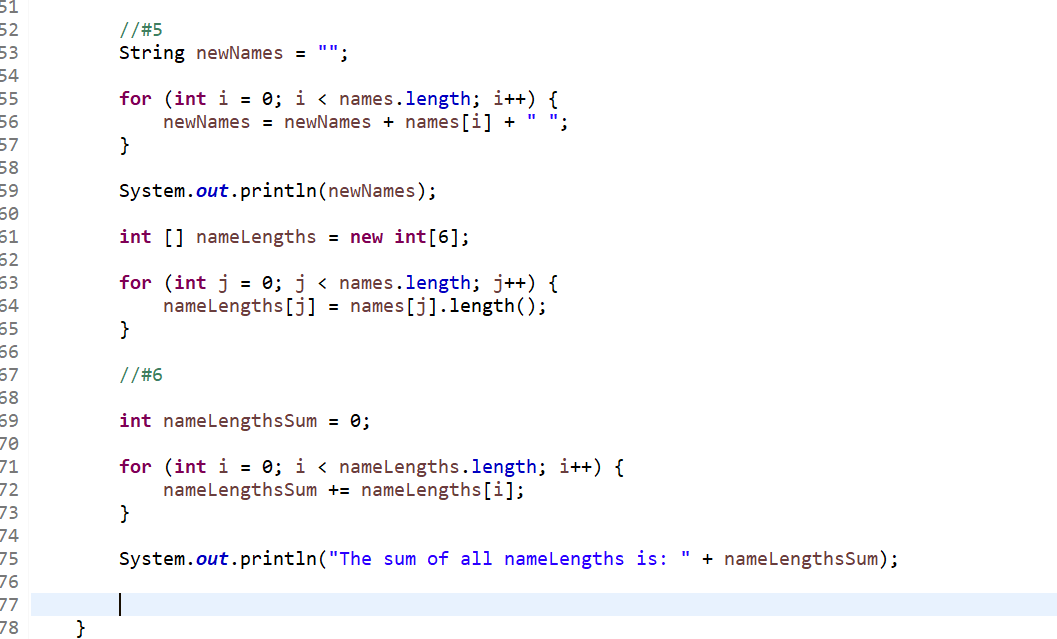 51
52 //#5
53 String newNames = "";
54
55 for (int i = 0; i < names.length; i++) {
56 newNames = newNames + names[i] + " ";
57 }
58
59 System.out.println(newNames);
60
61 int [] nameLengths = new int[6];
62
63 for (int j = 0; j < names.length; j++) {
64 nameLengths[j] = names[j].length();
65 }
66
67 //#6
68
69 int nameLengthsSum = 0;
70
71 for (int i = 0; i < nameLengths.length; i++) {
72 nameLengthsSum += nameLengths[i];
73 }
74
75 System.out.println("The sum of all nameLengths is: " + nameLengthsSum);
76
77
78 }